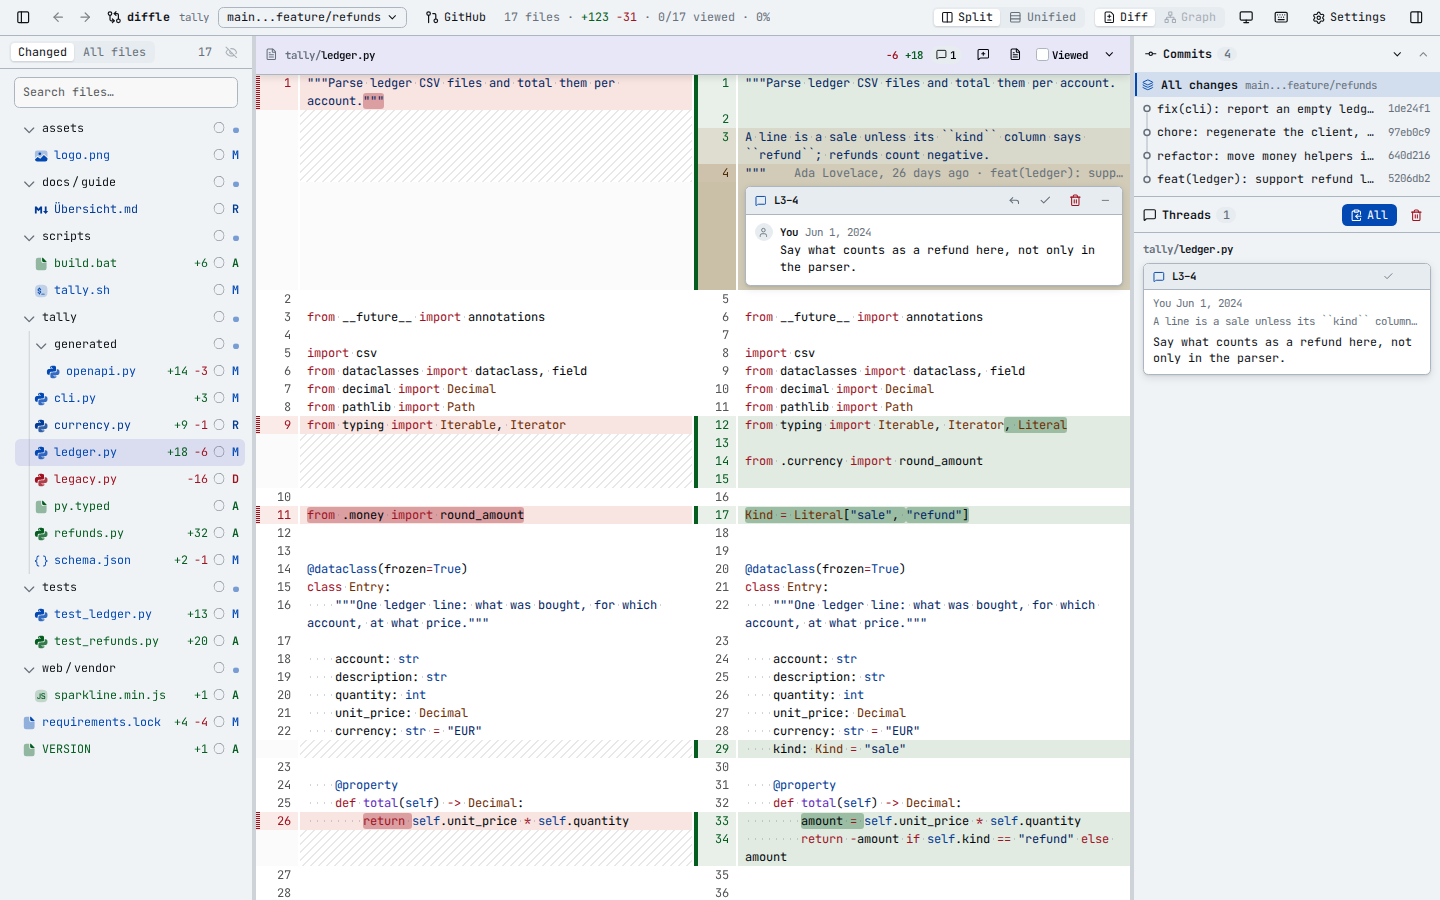 diffle tally main...feature/refunds GitHub 17 files · +123 -31 · 0/17 viewed · 0% Split Unified Diff Graph Settings
Changed All files 17
Search files…
assets
logo.png M
docs/guide
Übersicht.md R
scripts
build.bat +6 A
tally.sh M
tally
generated
openapi.py +14 -3 M
cli.py +3 M
currency.py +9 -1 R
ledger.py +18 -6 M
legacy.py -16 D
py.typed A
refunds.py +32 A
schema.json +2 -1 M
tests
test_ledger.py +13 M
test_refunds.py +20 A
web/vendor
sparkline.min.js +1 A
requirements.lock +4 -4 M
VERSION +1 A
tally/ledger.py -6 +18 1 Viewed
1 """Parse ledger CSV files and total them per
account."""
2
3 from __future__ import annotations
4
5 import csv
6 from dataclasses import dataclass, field
7 from decimal import Decimal
8 from pathlib import Path
9 from typing import Iterable, Iterator
10
11 from .money import round_amount
12
13
14 @dataclass(frozen=True)
15 class Entry:
16 """One ledger line: what was bought, for which
account, at what price."""
17
18 account: str
19 description: str
20 quantity: int
21 unit_price: Decimal
22 currency: str = "EUR"
23
24 @property
25 def total(self) -> Decimal:
26 return self.unit_price * self.quantity
27
28
1 """Parse ledger CSV files and total them per account.
2
3 A line is a sale unless its ``kind`` column says
``refund``; refunds count negative.
4 """ Ada Lovelace, 26 days ago · feat(ledger): supp…
L3–4
You Jun 1, 2024
Say what counts as a refund here, not only in
the parser.
5
6 from __future__ import annotations
7
8 import csv
9 from dataclasses import dataclass, field
10 from decimal import Decimal
11 from pathlib import Path
12 from typing import Iterable, Iterator, Literal
13
14 from .currency import round_amount
15
16
17 Kind = Literal["sale", "refund"]
18
19
20 @dataclass(frozen=True)
21 class Entry:
22 """One ledger line: what was bought, for which
account, at what price."""
23
24 account: str
25 description: str
26 quantity: int
27 unit_price: Decimal
28 currency: str = "EUR"
29 kind: Kind = "sale"
30
31 @property
32 def total(self) -> Decimal:
33 amount = self.unit_price * self.quantity
34 return -amount if self.kind == "refund" else
amount
35
36
Commits 4
All changes main...feature/refunds
fix(cli): report an empty ledg… 1de24f1
chore: regenerate the client, … 97eb0c9
refactor: move money helpers i… 640d216
feat(ledger): support refund l… 5206db2
Threads 1 All
tally/ledger.py
L3–4
You Jun 1, 2024
A line is a sale unless its ``kind`` column…
Say what counts as a refund here, not
only in the parser.